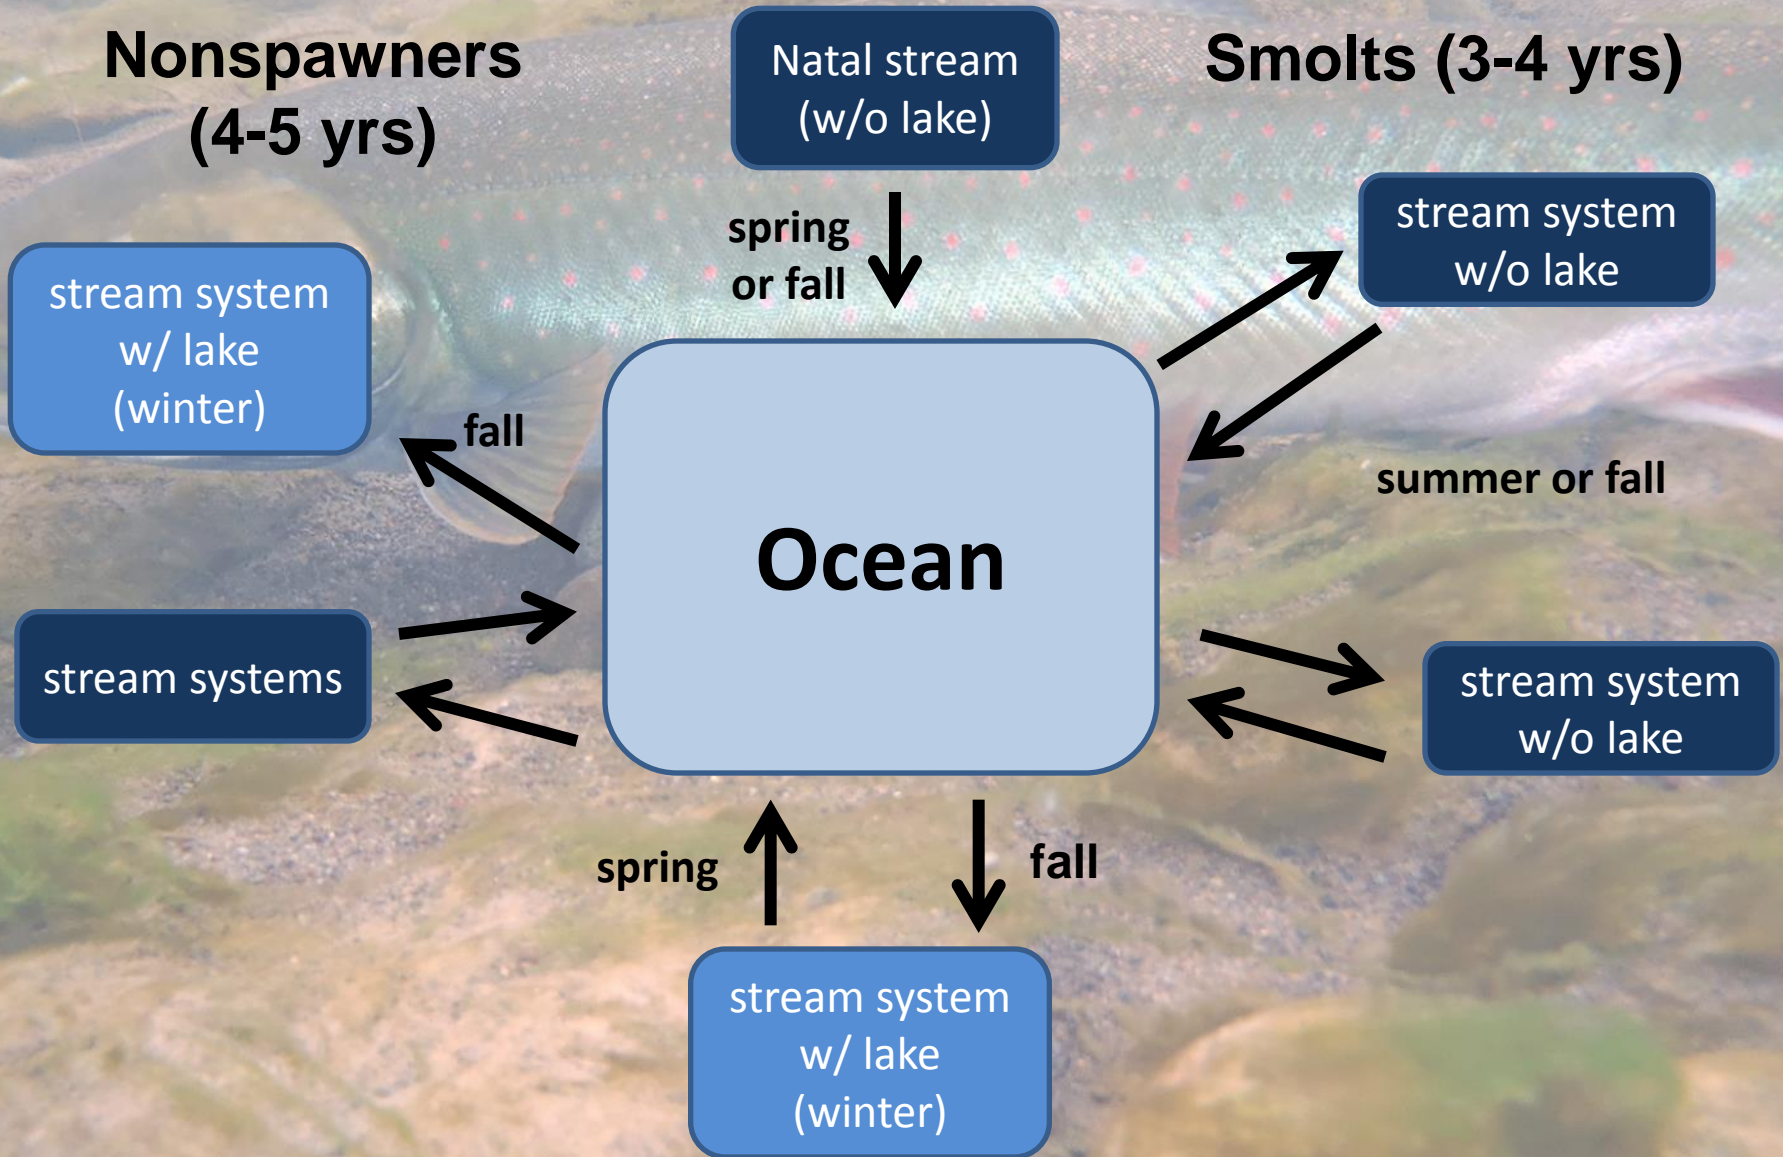 Nonspawners
(4-5 yrs)
Natal stream
(w/o lake)
Smolts (3-4 yrs)
spring
or fall
stream system
w/o lake
stream system
w/ lake
(winter)
fall
summer or fall
Ocean
stream systems
stream system
w/o lake
spring
fall
stream system
w/ lake
(winter)